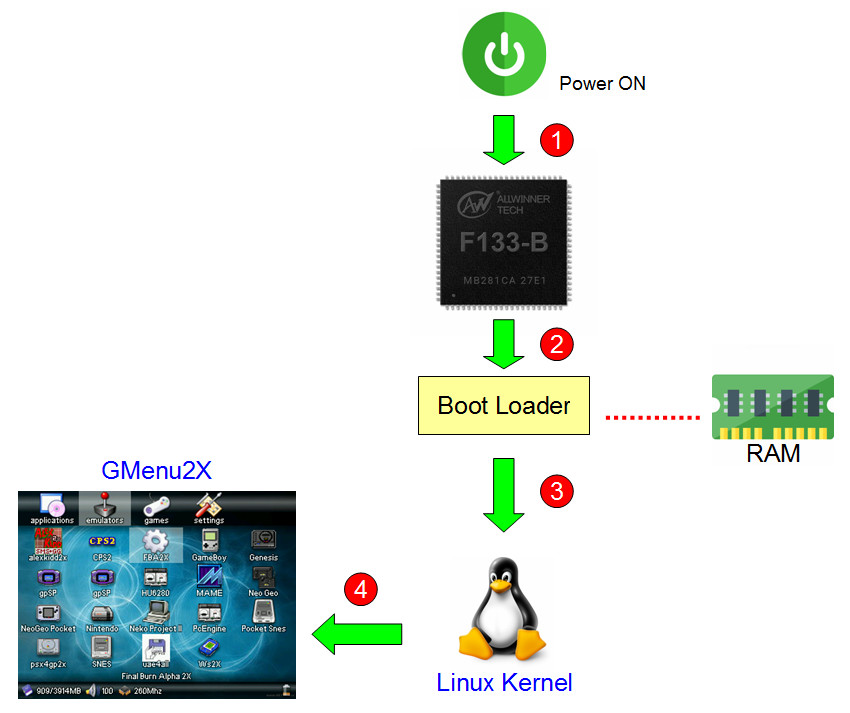 Power ON
1
ALLWINNER
TECH
F133-B
MB281CA 27E1
2
Boot Loader
RAM
3
GMenu2X
applications emulators games settings
alexkidd2x CPS2 FBA2X GameBoy Genesis
gpSP gpSP HU6280 MAME Neo Geo
NeoGeo Pocket Nintendo Neko Project II PcEngine Pocket Snes
psx4gp2x SNES uae4all Ws2X
Final Burn Alpha 2X
909/3914MB 100 260Mhz
4
Linux Kernel